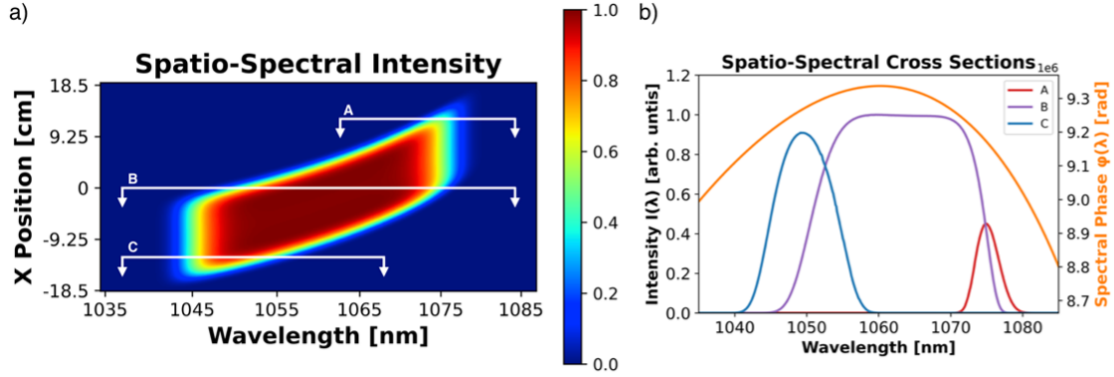 a)
Spatio-Spectral Intensity
X Position [cm]
18.5
9.25
0
-9.25
-18.5
A
B
C
1035
1045
1055
1065
1075
1085
Wavelength [nm]
1.0
0.8
0.6
0.4
0.2
0.0
b)
Spatio-Spectral Cross Sections
1e6
Intensity I(λ) [arb. untis]
1.2
1.0
0.8
0.6
0.4
0.2
0.0
A
B
C
9.3
9.2
9.1
9.0
8.9
8.8
8.7
Spectral Phase φ(λ) [rad]
1040
1050
1060
1070
1080
Wavelength [nm]